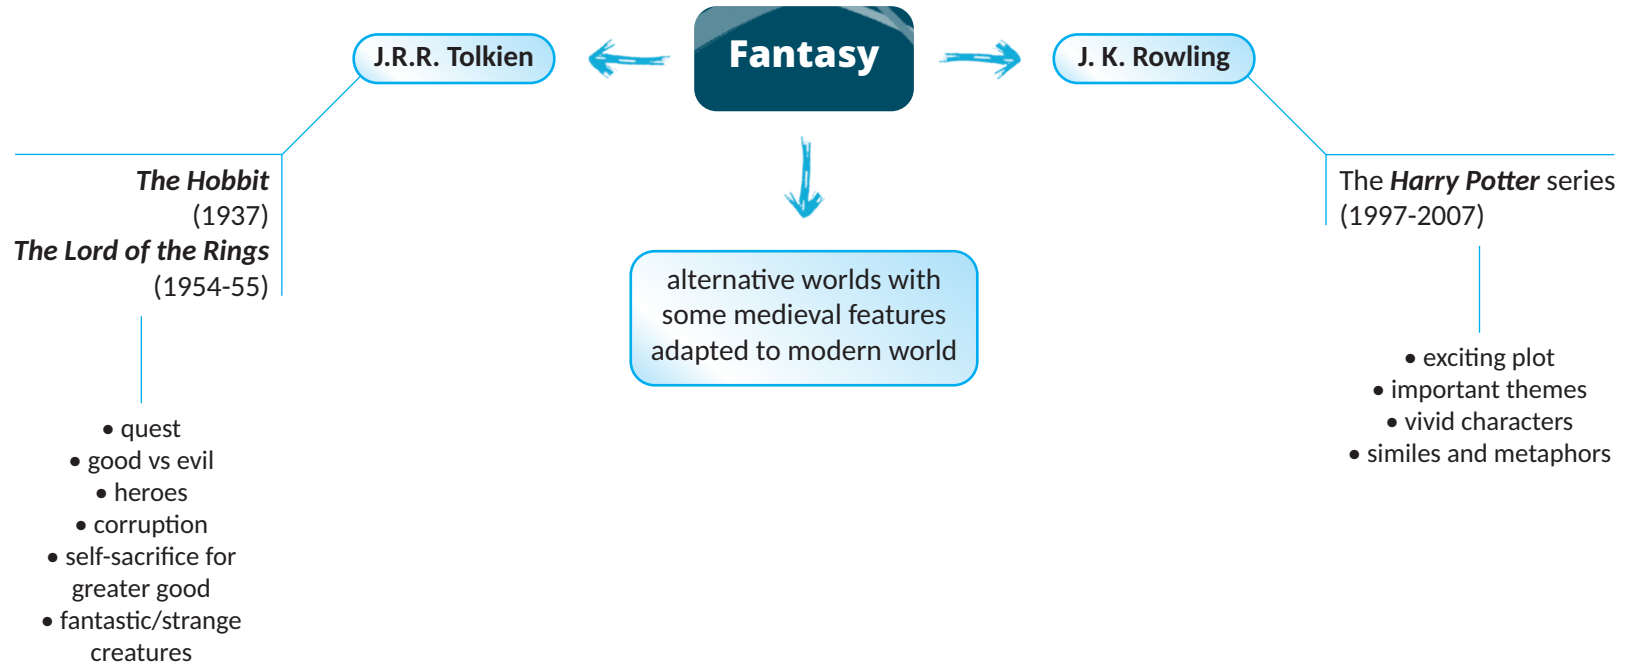 Fantasy
J.R.R. Tolkien
The Hobbit
(1937)
The Lord of the Rings
(1954-55)
• quest
• good vs evil
• heroes
• corruption
• self-sacrifice for
greater good
• fantastic/strange
creatures
alternative worlds with
some medieval features
adapted to modern world
J. K. Rowling
The Harry Potter series
(1997-2007)
• exciting plot
• important themes
• vivid characters
• similes and metaphors